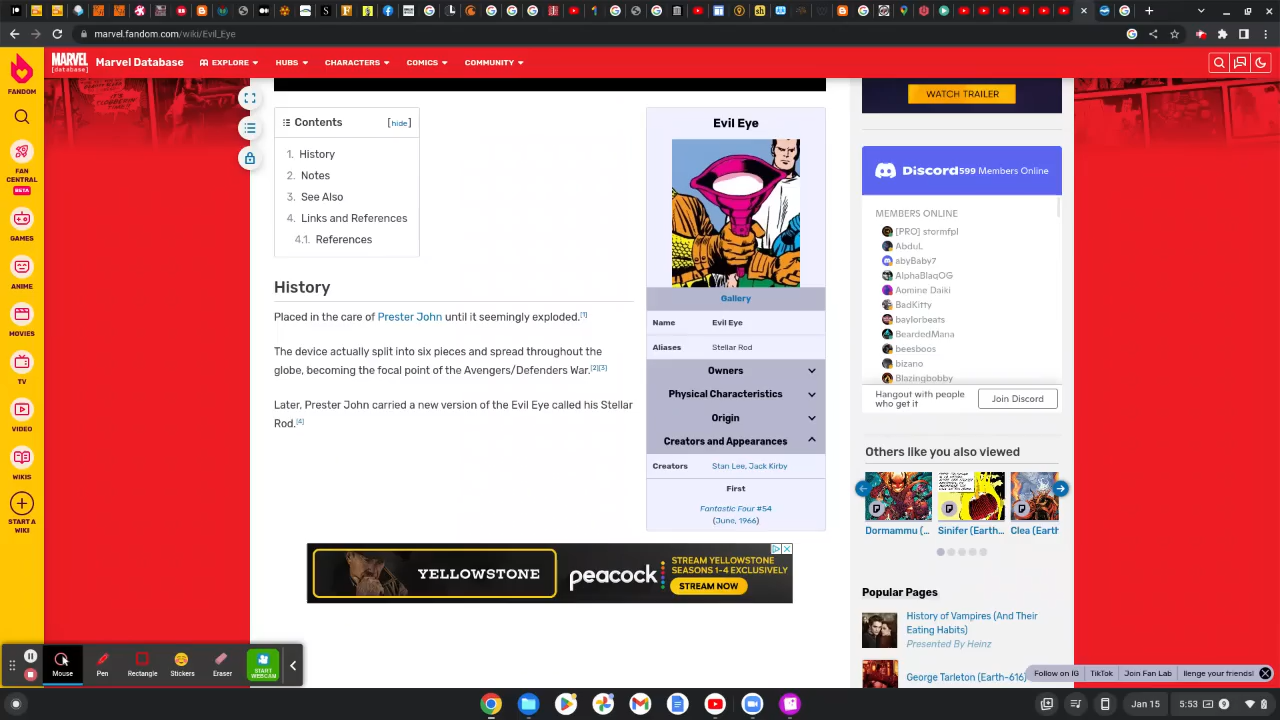 marvel.fandom.com/wiki/Evil_Eye
FANDOM
FAN CENTRAL
BETA
GAMES
ANIME
MOVIES
TV
VIDEO
WIKIS
START A WIKI
MARVEL
database
Marvel Database
EXPLORE
HUBS
CHARACTERS
COMICS
COMMUNITY
Contents
[hide]
1. History
2. Notes
3. See Also
4. Links and References
4.1. References
History
Placed in the care of Prester John until it seemingly exploded.[1]
The device actually split into six pieces and spread throughout the
globe, becoming the focal point of the Avengers/Defenders War.[2][3]
Later, Prester John carried a new version of the Evil Eye called his Stellar
Rod.[4]
Evil Eye
Gallery
Name Evil Eye
Aliases Stellar Rod
Owners
Physical Characteristics
Origin
Creators and Appearances
Creators Stan Lee, Jack Kirby
First
Fantastic Four #54
(June, 1966)
YELLOWSTONE
peacock
STREAM YELLOWSTONE
SEASONS 1-4 EXCLUSIVELY
STREAM NOW
WATCH TRAILER
Discord
599 Members Online
MEMBERS ONLINE
[PRO] stormfpl
AbduL
abyBaby7
AlphaBlaqOG
Aomine Daiki
BadKitty
baylorbeats
BeardedMana
beesboos
bizano
Blazingbobby
Hangout with people
who get it
Join Discord
Others like you also viewed
Dormammu (...
Sinifer (Earth...
Clea (Earth
Popular Pages
History of Vampires (And Their
Eating Habits)
Presented By Heinz
George Tarleton (Earth-616)
Follow on IG
TikTok
Join Fan Lab
llenge your friends!
Mouse
Pen
Rectangle
Stickers
Eraser
START
WEBCAM
Jan 15
5:53